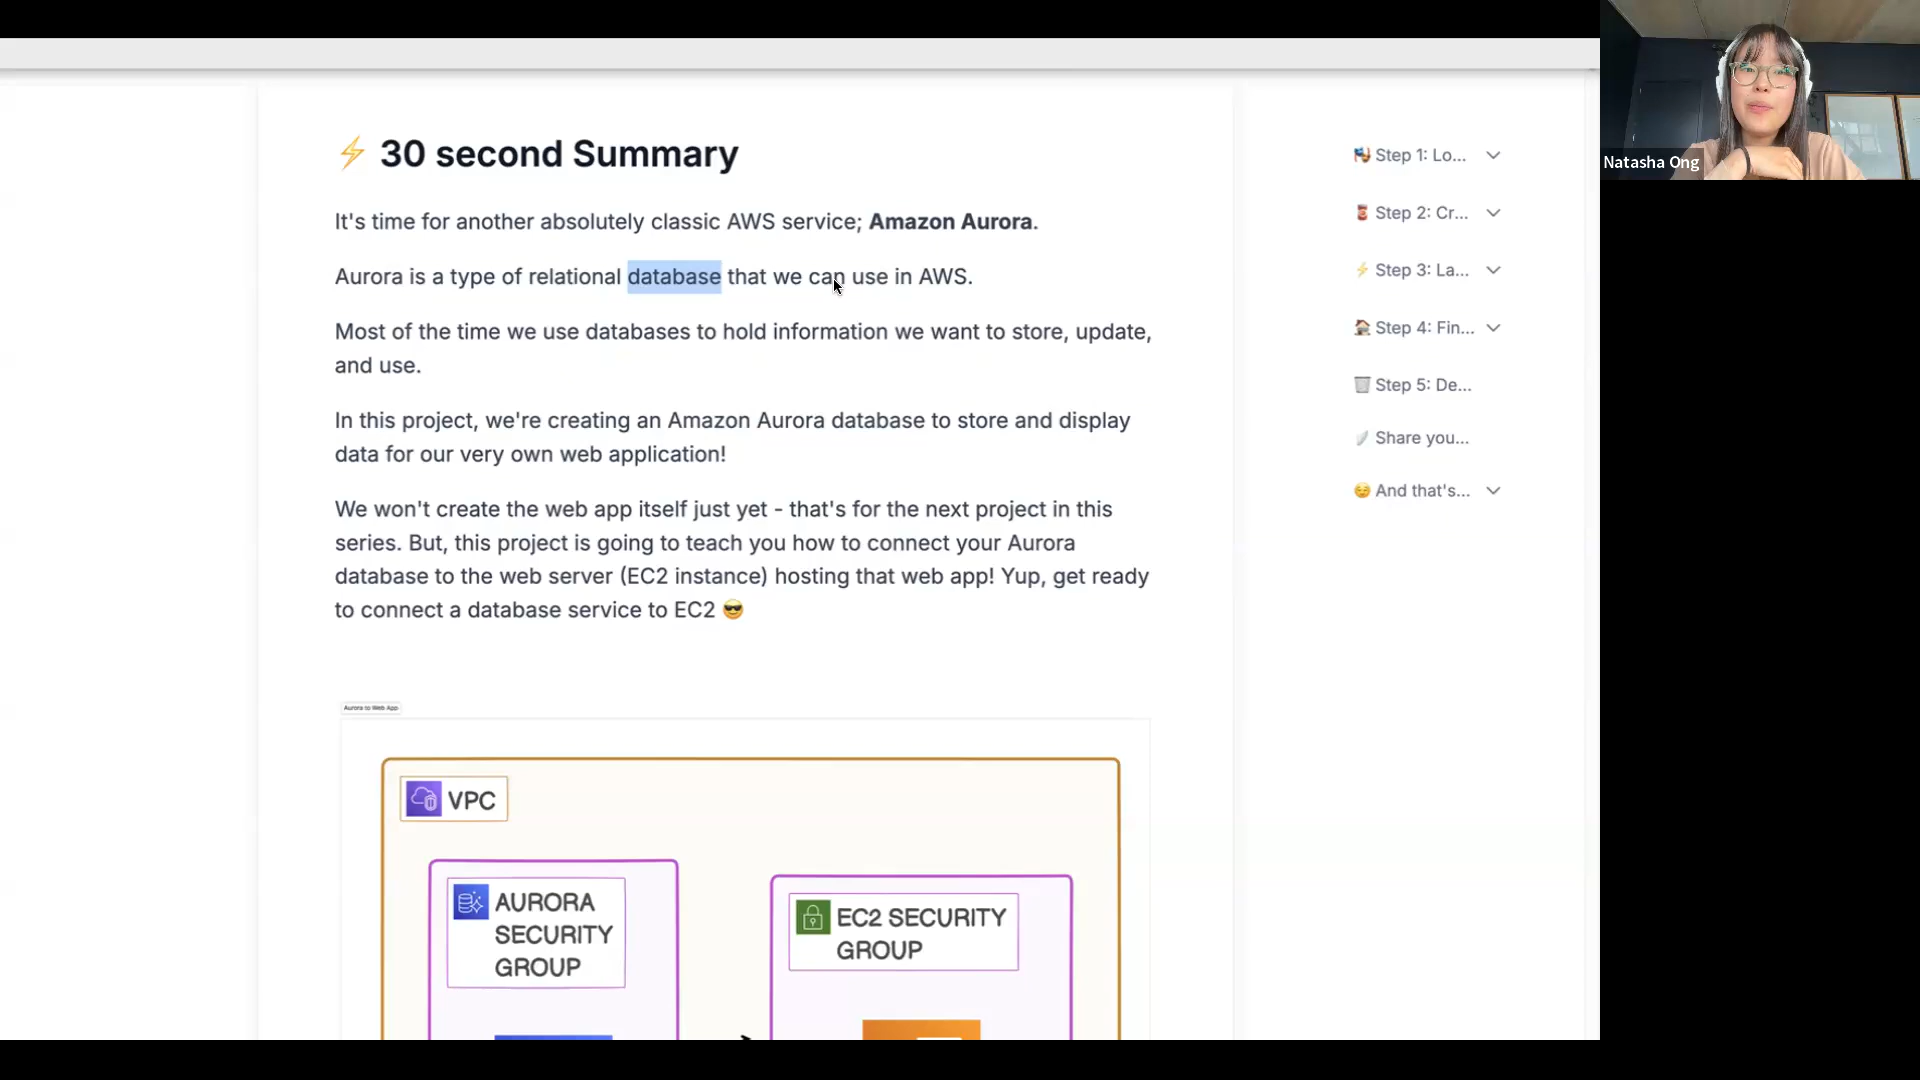 ⚡ 30 second Summary
It's time for another absolutely classic AWS service; Amazon Aurora.
Aurora is a type of relational database that we can use in AWS.
Most of the time we use databases to hold information we want to store, update,
and use.
In this project, we're creating an Amazon Aurora database to store and display
data for our very own web application!
We won't create the web app itself just yet - that's for the next project in this
series. But, this project is going to teach you how to connect your Aurora
database to the web server (EC2 instance) hosting that web app! Yup, get ready
to connect a database service to EC2 😎
Aurora to Web App
VPC
AURORA
SECURITY
GROUP
EC2 SECURITY
GROUP
Step 1: Lo...
Step 2: Cr...
Step 3: La...
Step 4: Fin...
Step 5: De...
Share you...
And that's...
Natasha Ong